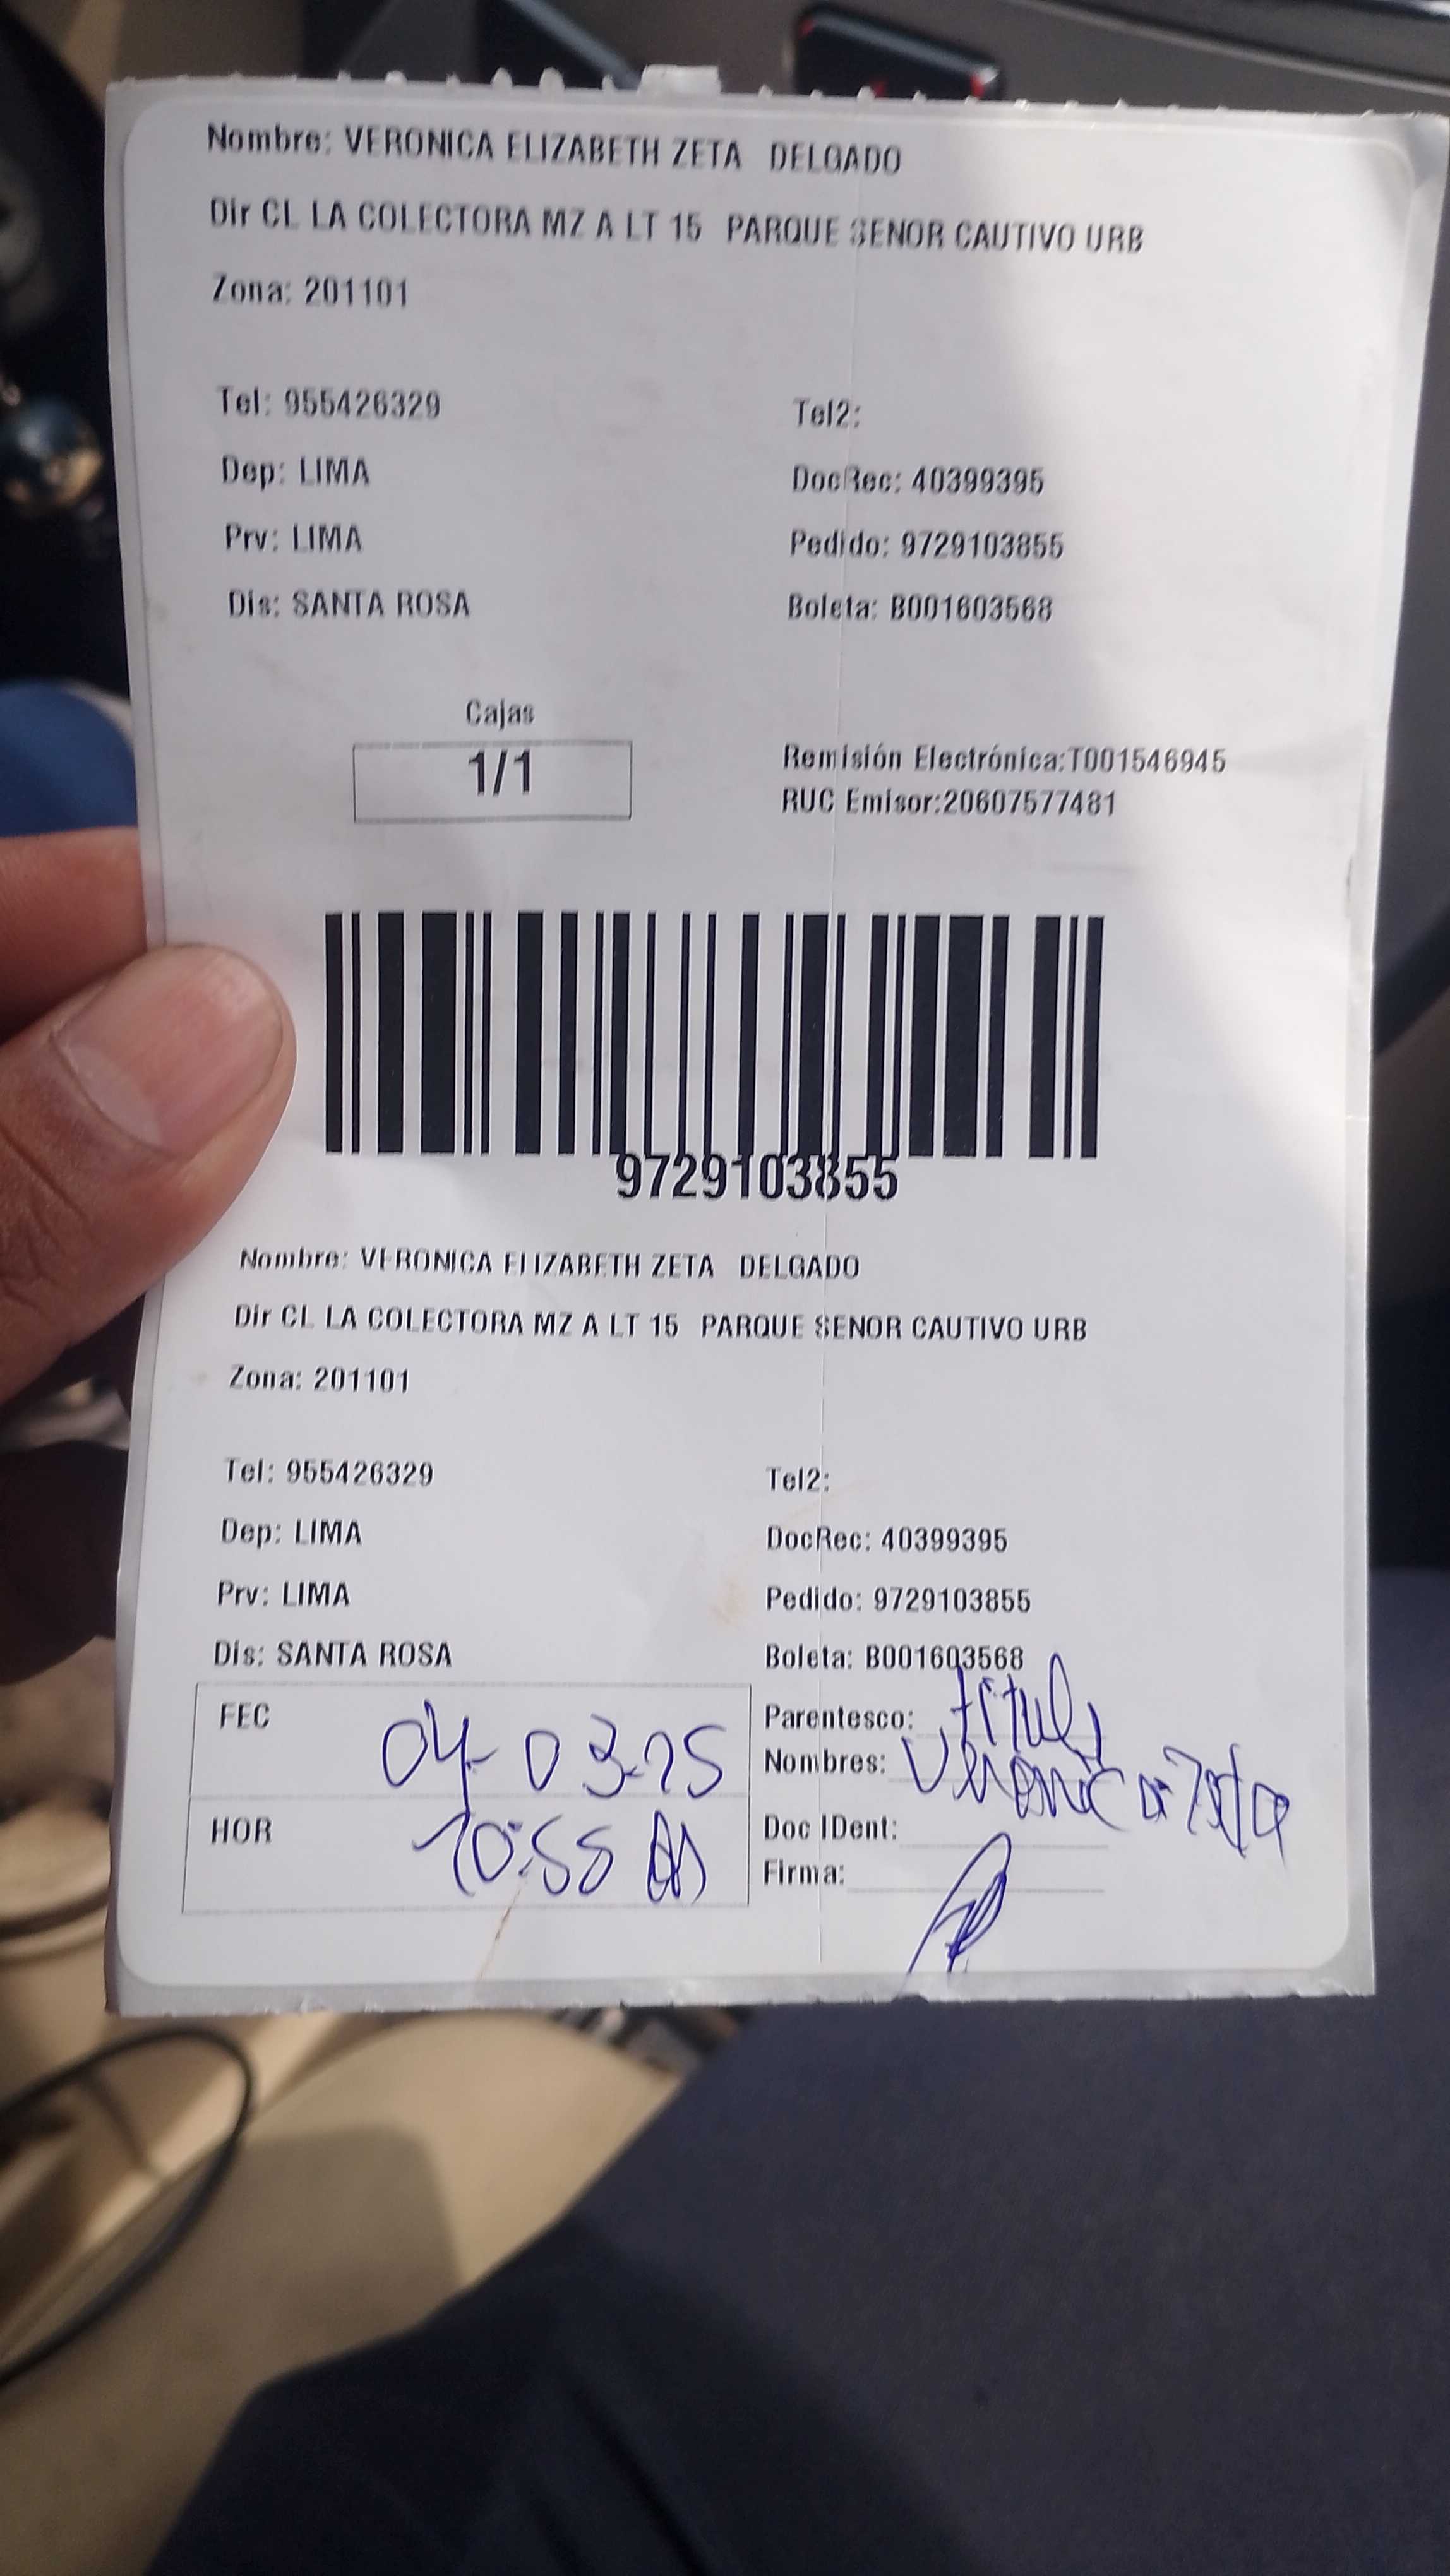 Nombre: VERONICA ELIZABETH ZETA DELGADO
Dir CL LA COLECTORA MZ A LT 15 PARQUE SENOR CAUTIVO URB
Zona: 201101
Tel: 955426329 Tel2:
Dep: LIMA DocRec: 40399395
Prv: LIMA Pedido: 9729103855
Dis: SANTA ROSA Boleta: B001603568
Cajas
1/1
Remisión Electrónica:T001546945
RUC Emisor:20607577481
9729103855
Nombre: VERONICA ELIZABETH ZETA DELGADO
Dir CL LA COLECTORA MZ A LT 15 PARQUE SENOR CAUTIVO URB
Zona: 201101
Tel: 955426329 Tel2:
Dep: LIMA DocRec: 40399395
Prv: LIMA Pedido: 9729103855
Dis: SANTA ROSA Boleta: B001603568
FEC 04-03-25 Parentesco:
Nombres: Veronica Zeta
HOR 10:55 Doc IDent:
Firma: